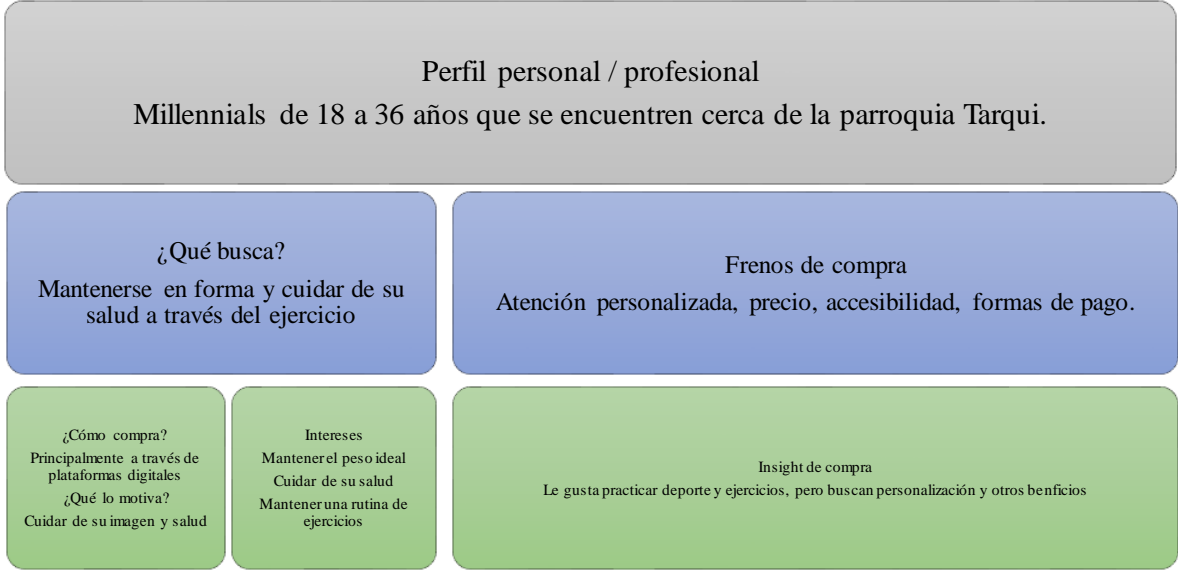 Perfil personal / profesional
Millennials de 18 a 36 años que se encuentren cerca de la parroquia Tarqui.
¿Qué busca?
Mantenerse en forma y cuidar de su
salud a través del ejercicio
Frenos de compra
Atención personalizada, precio, accesibilidad, formas de pago.
¿Cómo compra?
Principalmente a través de
plataformas digitales
¿Qué lo motiva?
Cuidar de su imagen y salud
Intereses
Mantener el peso ideal
Cuidar de su salud
Mantener una rutina de
ejercicios
Insight de compra
Le gusta practicar deporte y ejercicios, pero buscan personalización y otros benficios